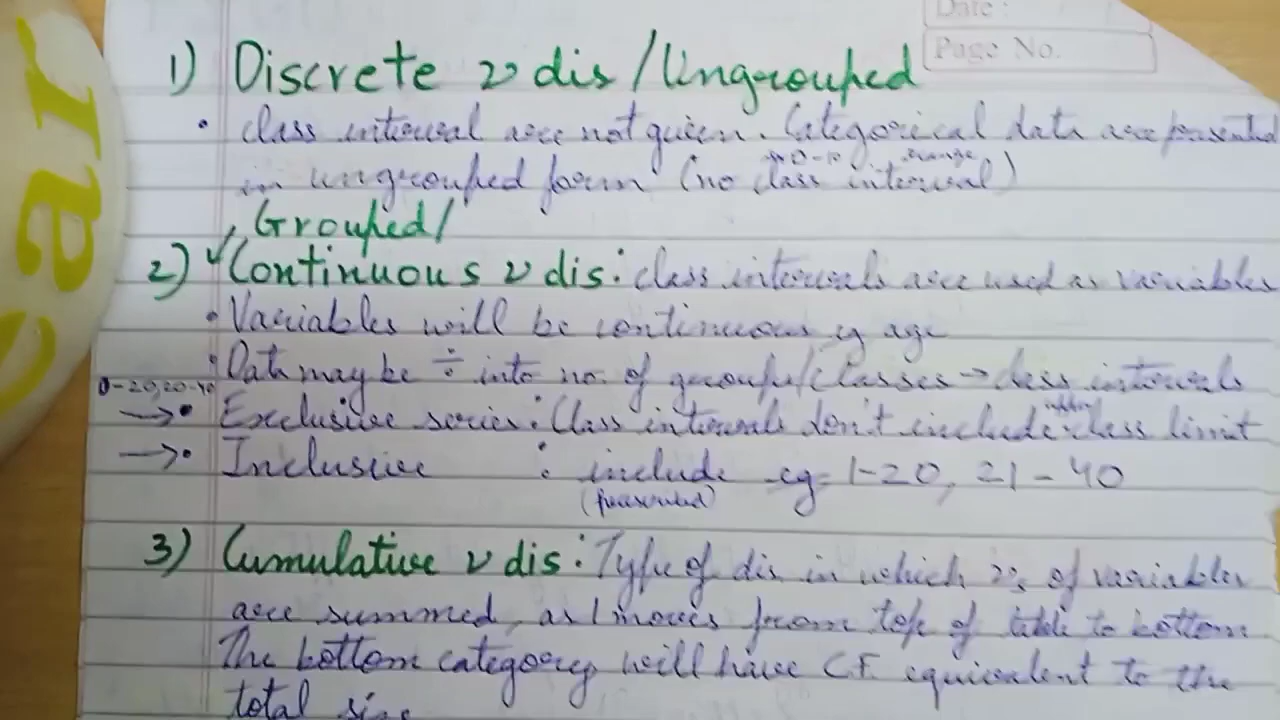 Date :
Page No.
1) Discrete ν dis / Ungrouped
• class interval are not given. Categorical data are presented
0-10 range
in ungrouped form (no class interval)
Grouped/
2) Continuous ν dis : class intervals are used as variables
• Variables will be continuous eg age
• Data may be ÷ into no. of groups/classes → class intervals
0-20, 20-40
→ • Exclusive series : Class intervals don't include class limit
→ • Inclusive : include eg = 1-20, 21-40
(presented)
3) Cumulative ν dis : Type of dis in which of variables
are summed, as 1 moves from top of table to bottom
The bottom category will have C.F. equivalent to the
total size